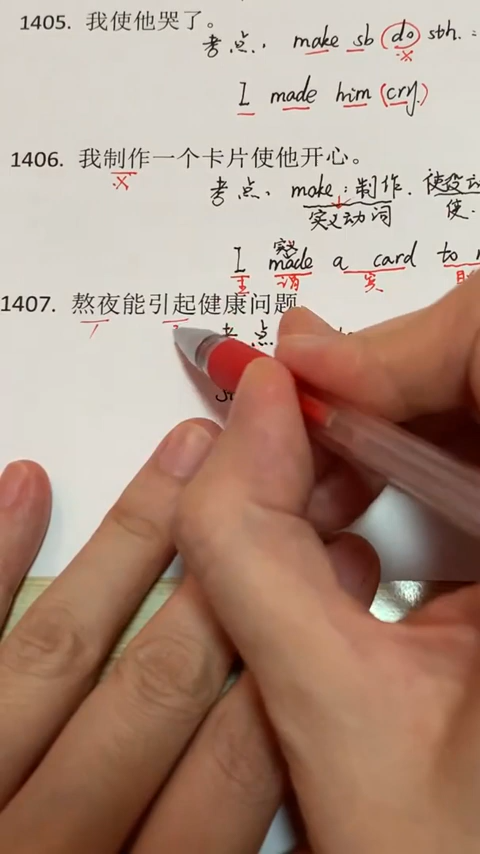 1405. 我使他哭了。
考点. make sb (do) sth.
I made him (cry.)
1406. 我制作一个卡片使他开心。
考点. make:制作. 使役
实义动词 使.
实义
I made a card to
主 谓 宾
1407. 熬夜能引起健康问题
考点